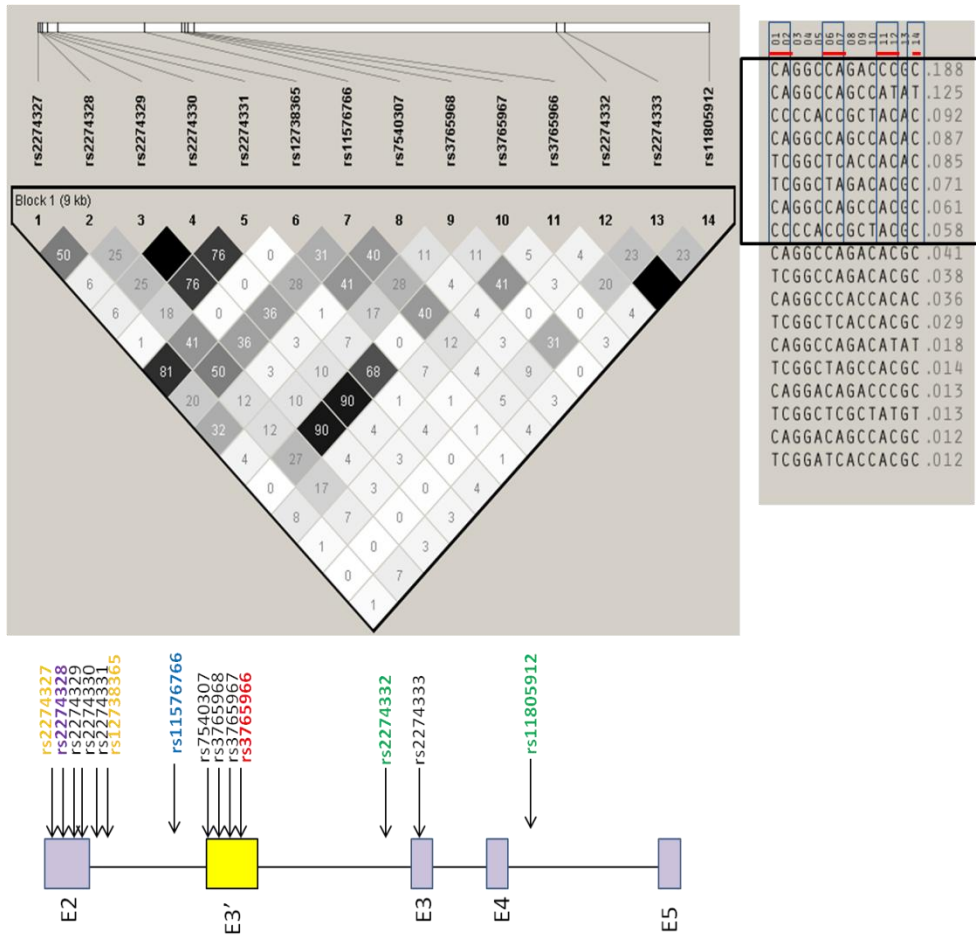 rs2274327
rs2274328
rs2274329
rs2274330
rs2274331
rs12738365
rs11576766
rs7540307
rs3765968
rs3765967
rs3765966
rs2274332
rs2274333
rs11805912
Block 1 (9 kb)
1 2 3 4 5 6 7 8 9 10 11 12 13 14
50 25 76 0 31 40 11 11 5 4 23 23
6 25 76 0 28 41 28 4 41 3 20
6 18 0 36 1 17 40 4 0 0 4
1 41 36 3 7 0 12 3 31 3
81 50 3 10 68 7 4 9 0
20 12 10 90 1 1 5 3
32 12 90 4 4 1 4
4 27 4 3 0 1
0 17 3 0 4
8 7 0 3
1 0 3
0 7
1
01 02 03 04 05 06 07 08 09 10 11 12 13 14
CAGGCCAGACCCGC .188
CAGGCCAGCCATAT .125
CCCCACCGCTACAC .092
CAGGCCAGCCACAC .087
TCGGCTCACCACAC .085
TCGGCTAGACACGC .071
CAGGCCAGCCACGC .061
CCCCACCGCTACGC .058
CAGGCCAGACACGC .041
TCGGCCAGACACGC .038
CAGGCCCACCACAC .036
TCGGCTCACCACGC .029
CAGGCCAGACATAT .018
TCGGCTAGCCACGC .014
CAGGACAGACCCGC .013
TCGGCTCGCTATGT .013
CAGGACAGCCACGC .012
TCGGATCACCACGC .012
rs2274327
rs2274328
rs2274329
rs2274330
rs2274331
rs12738365
rs11576766
rs7540307
rs3765968
rs3765967
rs3765966
rs2274332
rs2274333
rs11805912
E2
E3'
E3
E4
E5